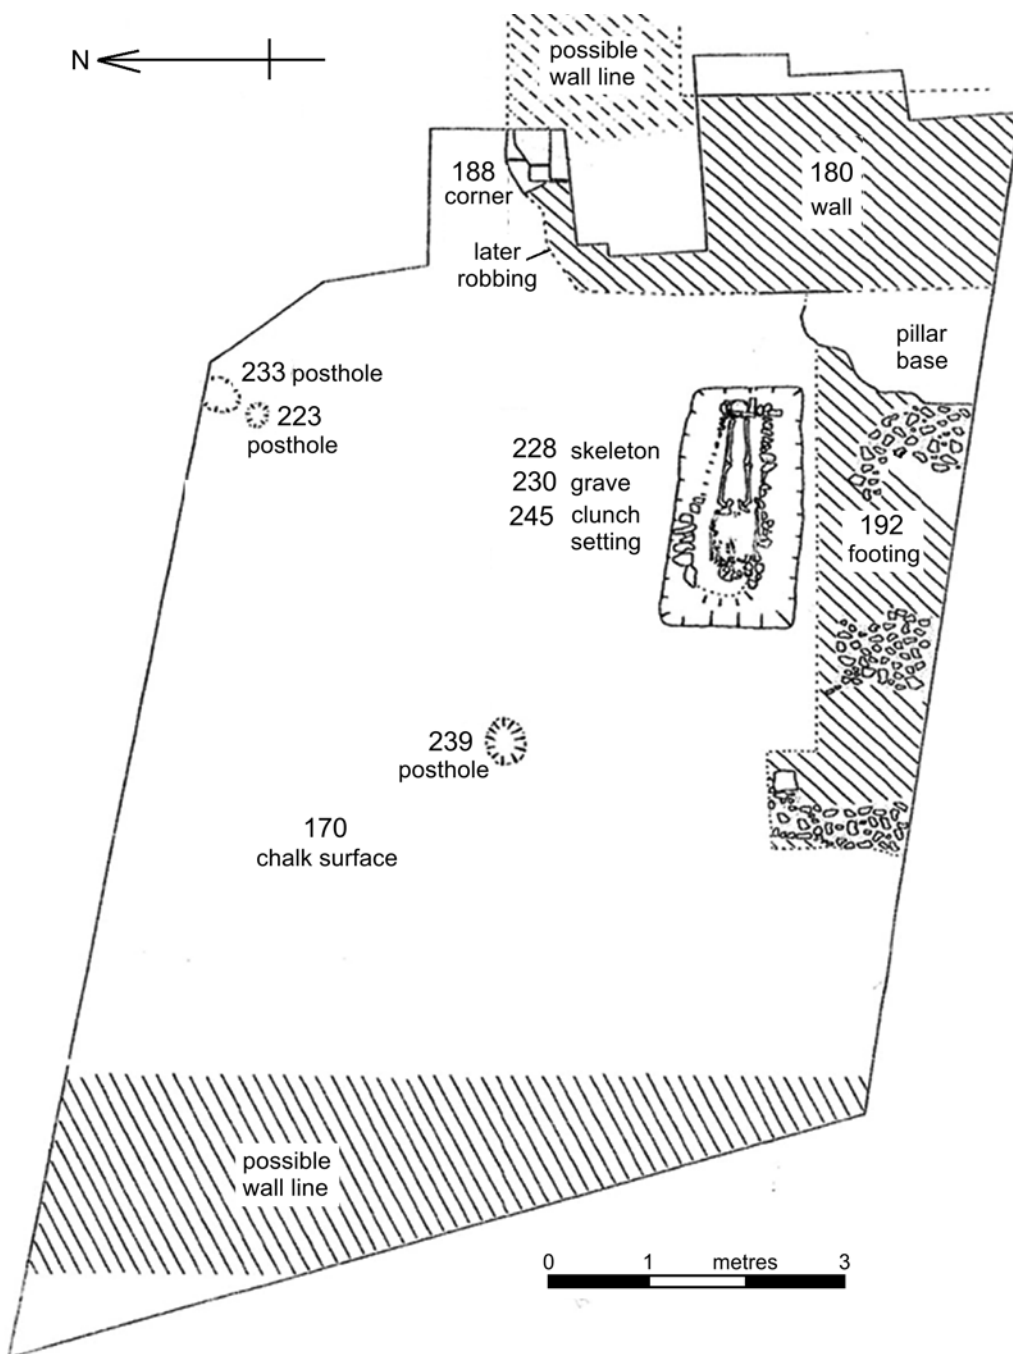 N
possible
wall line
188
corner
180
wall
later
robbing
pillar
base
233 posthole
223
posthole
228 skeleton
230 grave
245 clunch
setting
192
footing
239
posthole
170
chalk surface
possible
wall line
0 1 metres 3